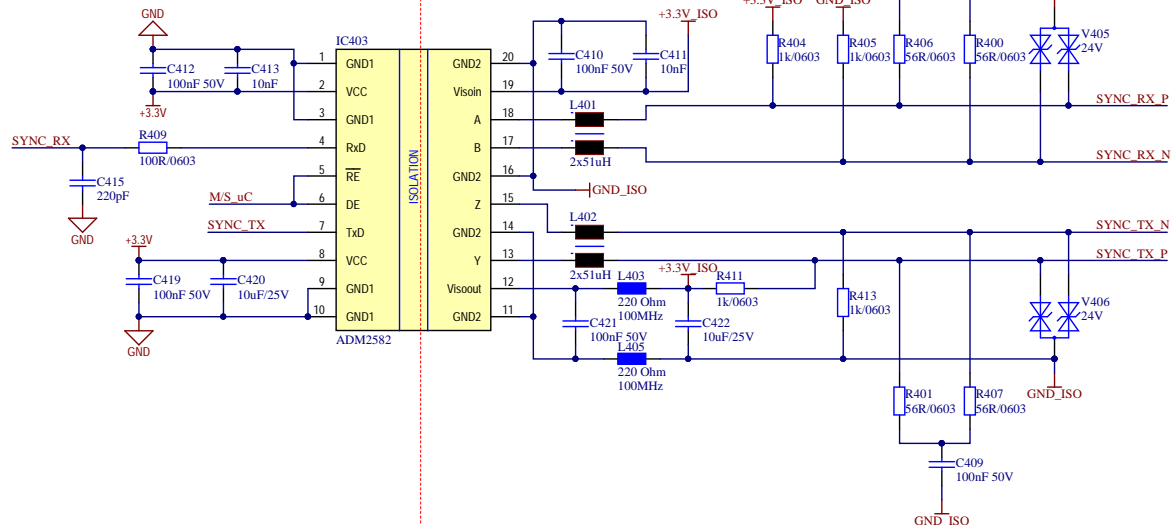 +3.3V_ISO
GND_ISO
GND
+3.3V_ISO
IC403
C412
100nF 50V
C413
10nF
+3.3V
1
GND1
2
VCC
3
GND1
4
RxD
5
RE
6
DE
7
TxD
8
VCC
9
GND1
10
GND1
ISOLATION
GND2
20
Visoin
19
A
18
B
17
GND2
16
Z
15
GND2
14
Y
13
Visoout
12
GND2
11
ADM2582
C410
100nF 50V
C411
10nF
R404
1k/0603
R405
1k/0603
R406
56R/0603
R400
56R/0603
V405
24V
L401
2x51uH
SYNC_RX_P
SYNC_RX_N
SYNC_RX
R409
100R/0603
C415
220pF
GND
M/S_uC
SYNC_TX
GND_ISO
L402
2x51uH
SYNC_TX_N
SYNC_TX_P
+3.3V
C419
100nF 50V
C420
10uF/25V
GND
L403
220 Ohm
100MHz
+3.3V_ISO
R411
1k/0603
C421
100nF 50V
C422
10uF/25V
L405
220 Ohm
100MHz
R413
1k/0603
V406
24V
GND_ISO
R401
56R/0603
R407
56R/0603
C409
100nF 50V
GND_ISO